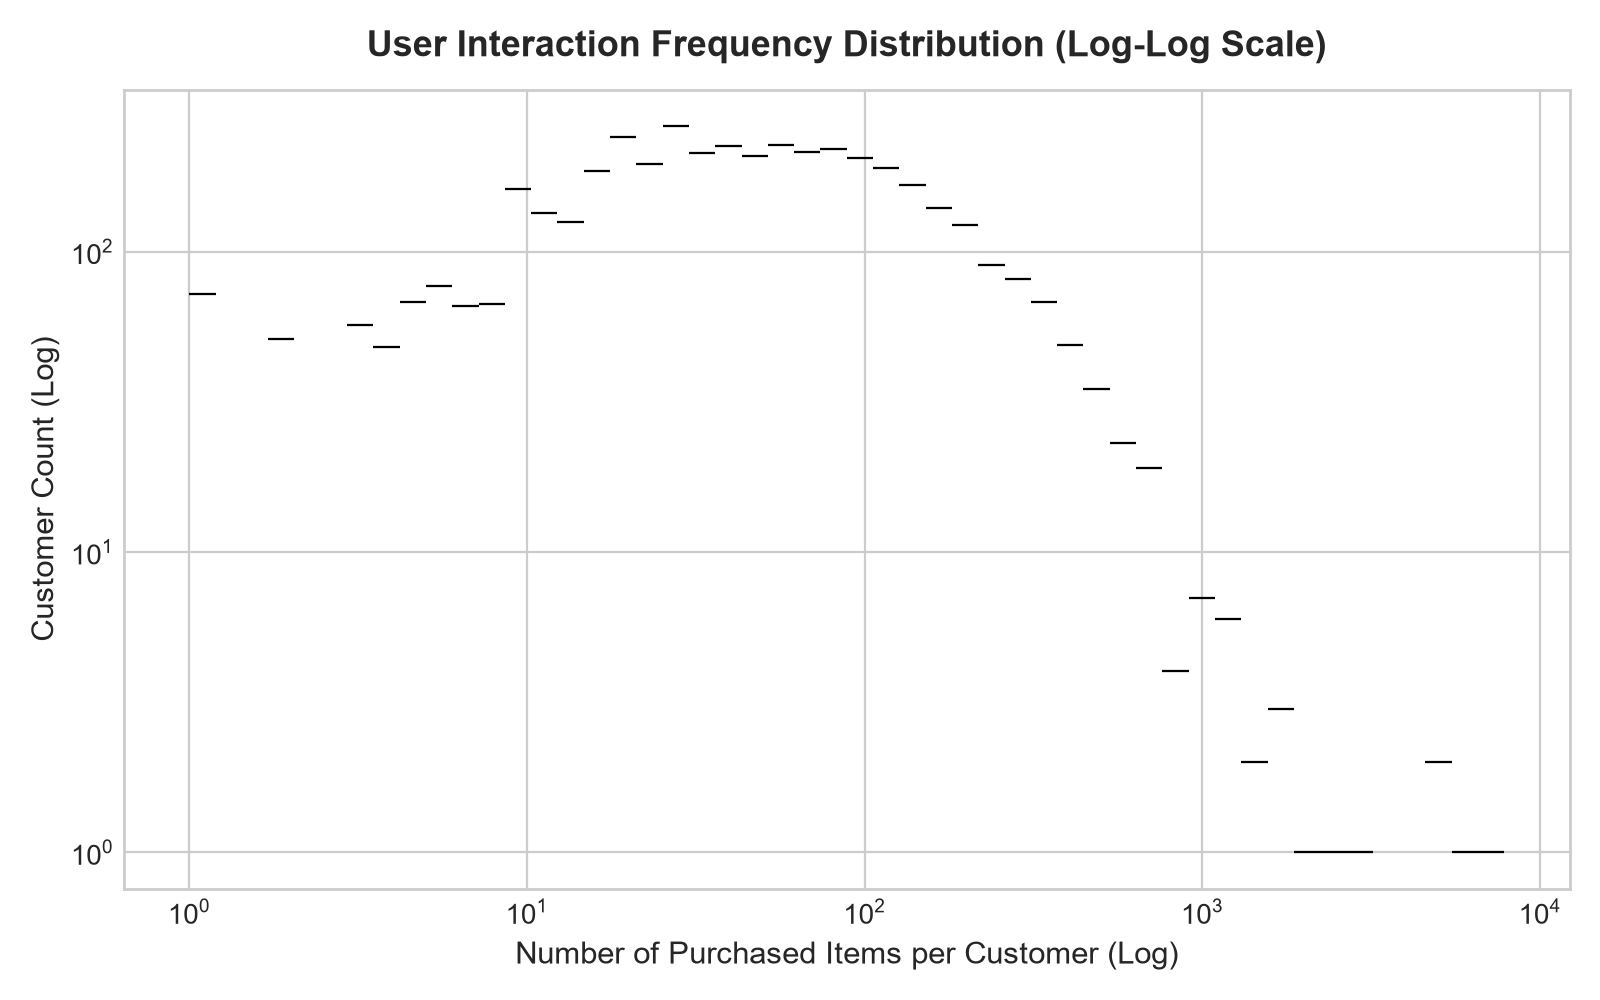 User Interaction Frequency Distribution (Log-Log Scale)
Customer Count (Log)
10²
10¹
10⁰
10⁰ 10¹ 10² 10³ 10⁴
Number of Purchased Items per Customer (Log)